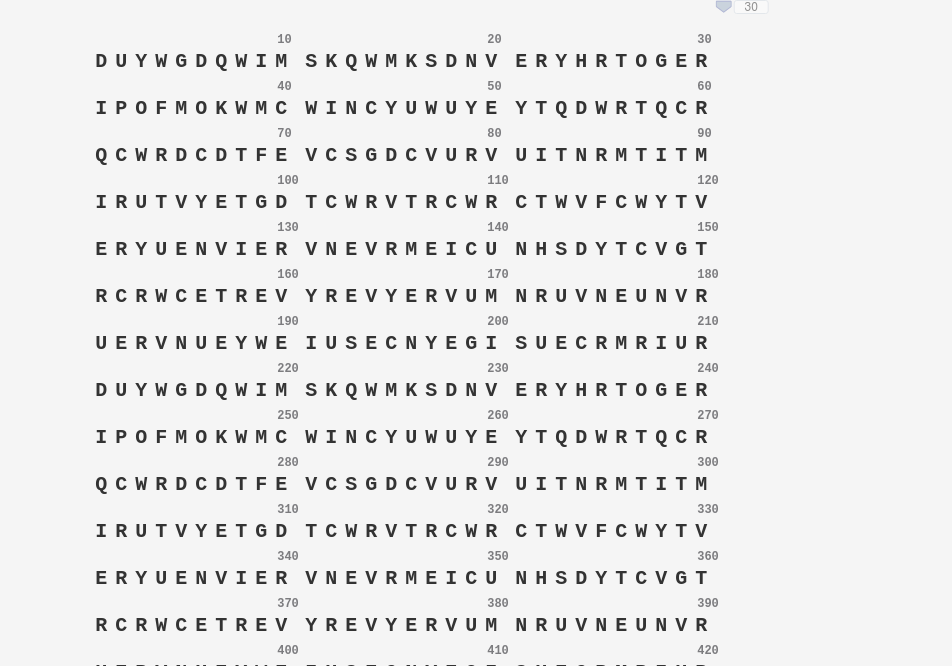 30
10 20 30
DUYWGDQWIM SKQWMKSDNV ERYHRTOGER
40 50 60
IPOFMOKWMC WINCYUWUYE YTQDWRTQCR
70 80 90
QCWRDCDTFE VCSGDCVURV UITNRMTITM
100 110 120
IRUTVYETGD TCWRVTRCWR CTWVFCWYTV
130 140 150
ERYUENVIER VNEVRMEICU NHSDYTCVGT
160 170 180
RCRWCETREV YREVYERVUM NRUVNEUNVR
190 200 210
UERVNUEYWE IUSECNYEGI SUECRMRIUR
220 230 240
DUYWGDQWIM SKQWMKSDNV ERYHRTOGER
250 260 270
IPOFMOKWMC WINCYUWUYE YTQDWRTQCR
280 290 300
QCWRDCDTFE VCSGDCVURV UITNRMTITM
310 320 330
IRUTVYETGD TCWRVTRCWR CTWVFCWYTV
340 350 360
ERYUENVIER VNEVRMEICU NHSDYTCVGT
370 380 390
RCRWCETREV YREVYERVUM NRUVNEUNVR
400 410 420